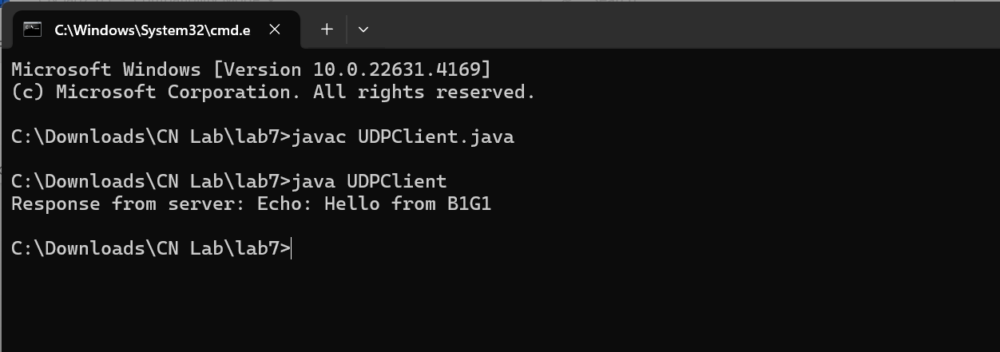 C:\Windows\System32\cmd.e
Microsoft Windows [Version 10.0.22631.4169]
(c) Microsoft Corporation. All rights reserved.
C:\Downloads\CN Lab\lab7>javac UDPClient.java
C:\Downloads\CN Lab\lab7>java UDPClient
Response from server: Echo: Hello from B1G1
C:\Downloads\CN Lab\lab7>